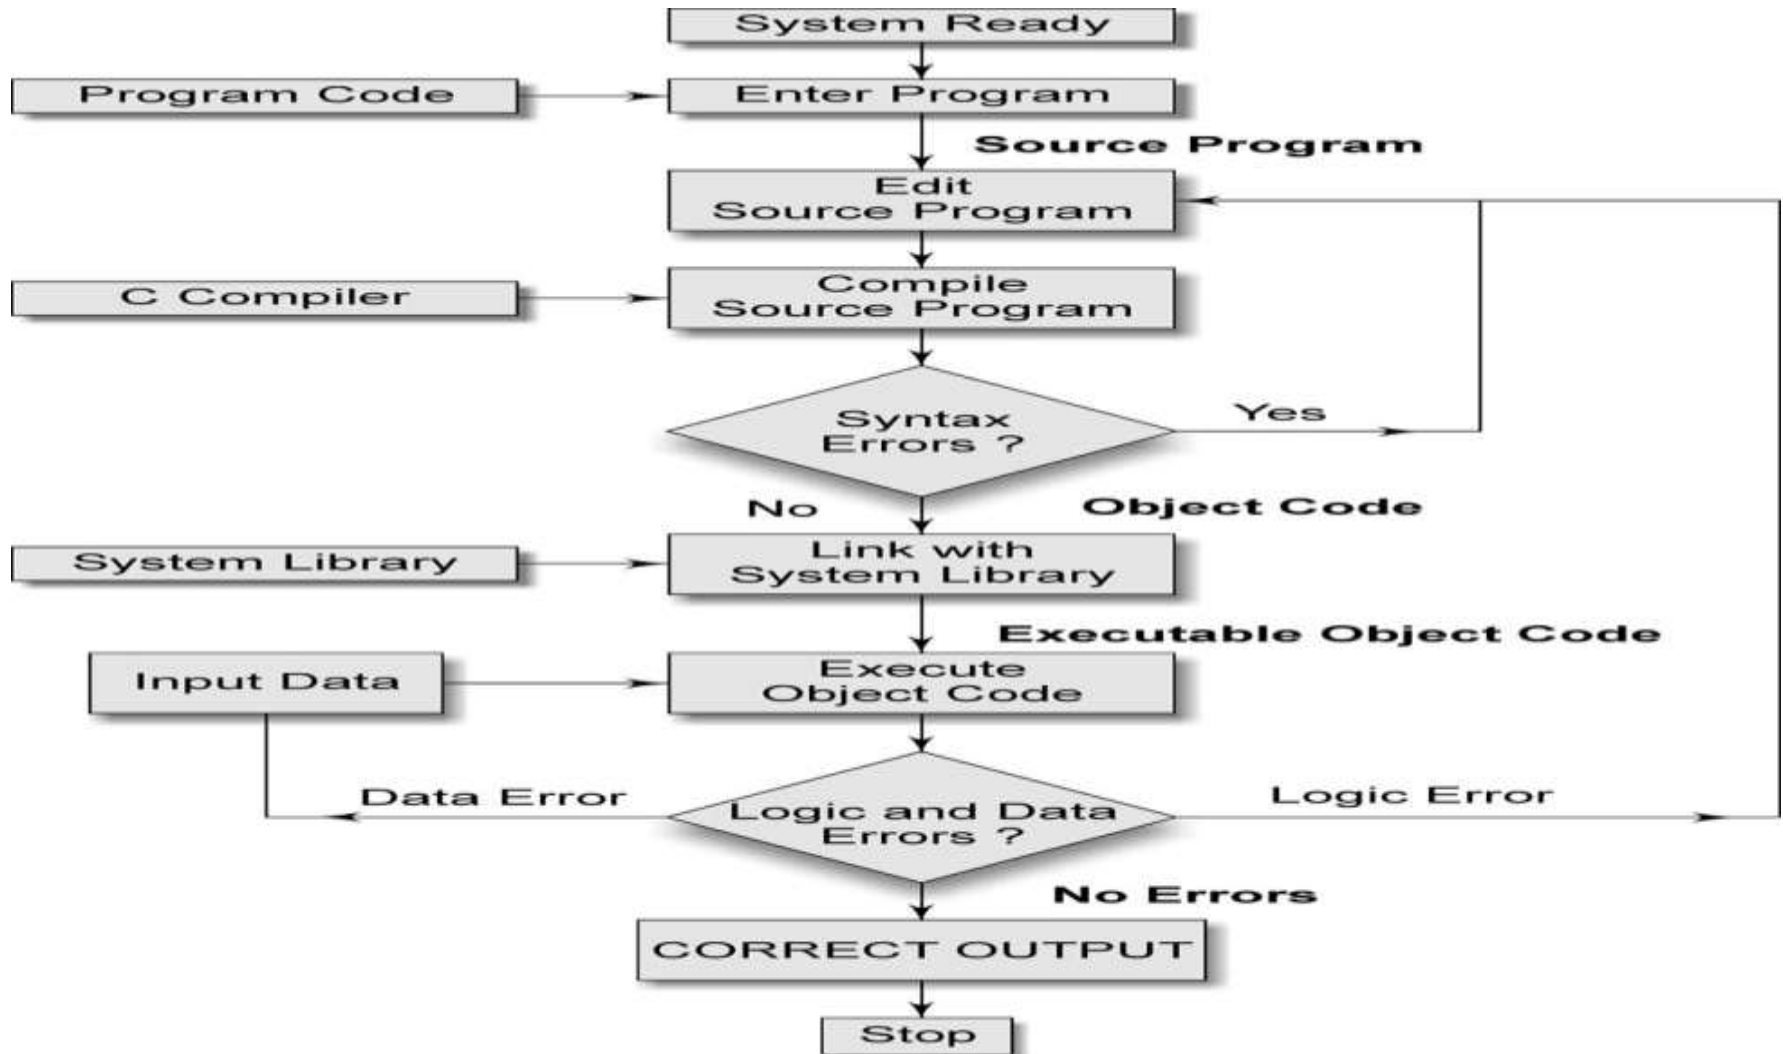 System Ready
Program Code
Enter Program
Source Program
Edit
Source Program
C Compiler
Compile
Source Program
Syntax
Errors ?
Yes
No
Object Code
System Library
Link with
System Library
Executable Object Code
Input Data
Execute
Object Code
Data Error
Logic and Data
Errors ?
Logic Error
No Errors
CORRECT OUTPUT
Stop